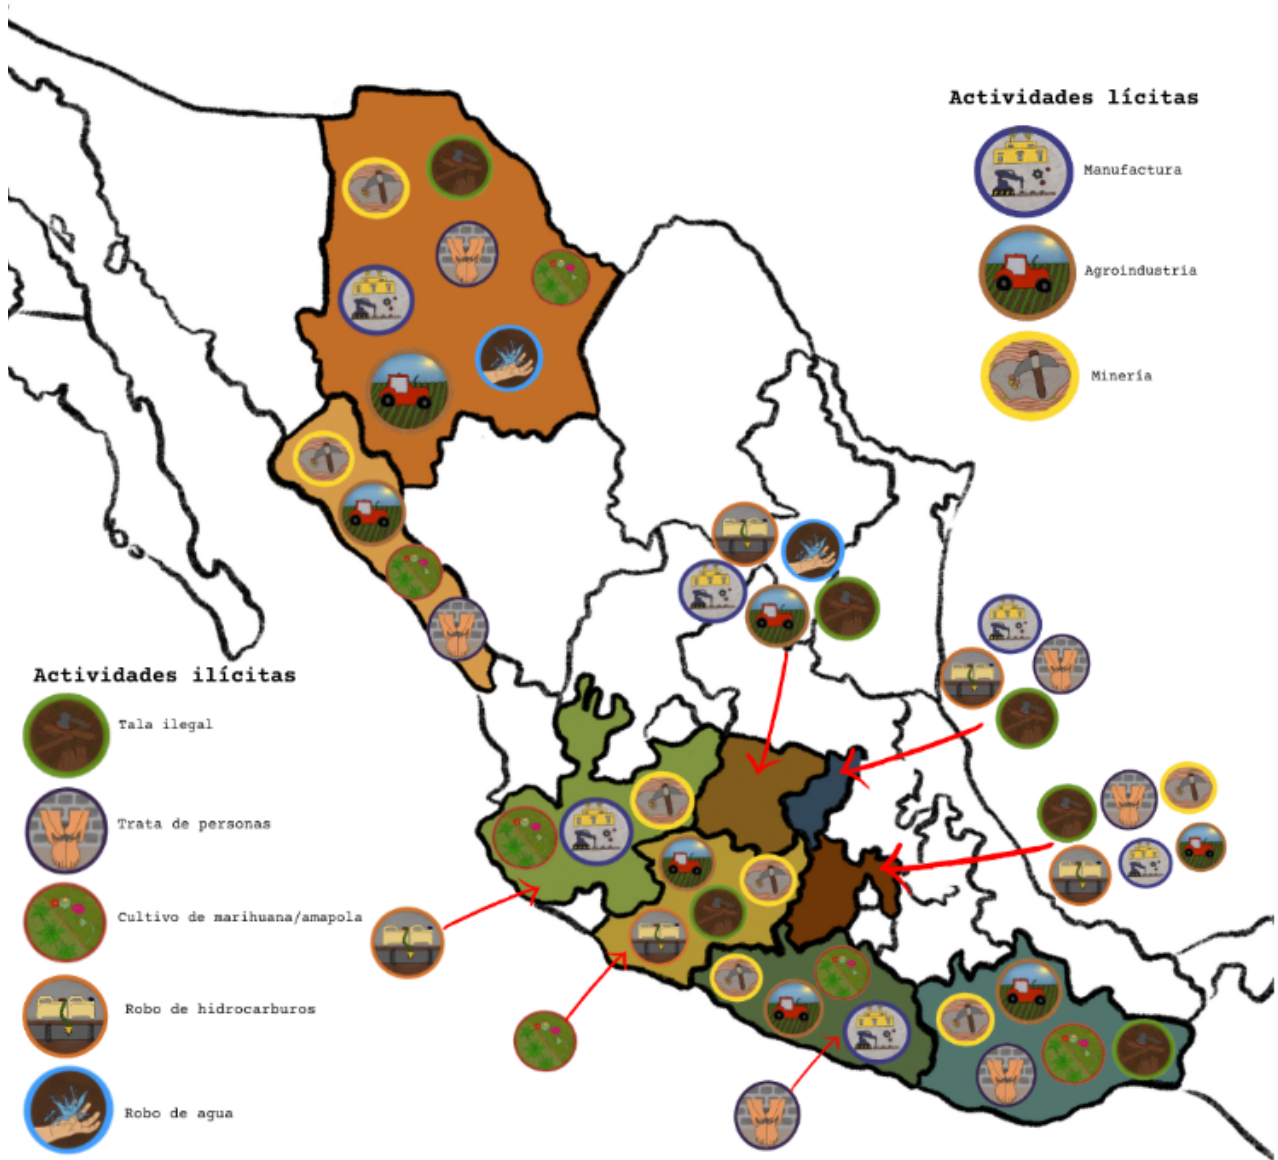 Actividades lícitas
Manufactura
Agroindustria
Minería
Actividades ilícitas
Tala ilegal
Trata de personas
Cultivo de marihuana/amapola
Robo de hidrocarburos
Robo de agua